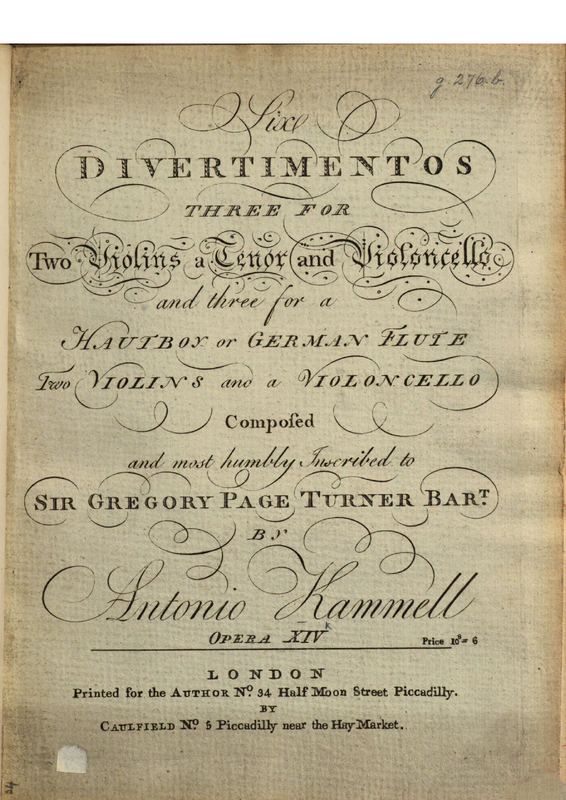 g. 276.b.
Six
DIVERTIMENTOS
THREE FOR
Two Violins a Tenor and Violoncello
and three for a
HAUTBOY or GERMAN FLUTE
Two VIOLINS and a VIOLONCELLO
Compoſed
and most humbly Inscribed to
SIR GREGORY PAGE TURNER BAR.T
BY
Antonio Kammell
OPERA XIV
Price 10s= 6
LONDON
Printed for the AUTHOR No. 34 Half Moon Street Piccadilly.
BY
CAULFIELD No. 5 Piccadilly near the Hay Market.